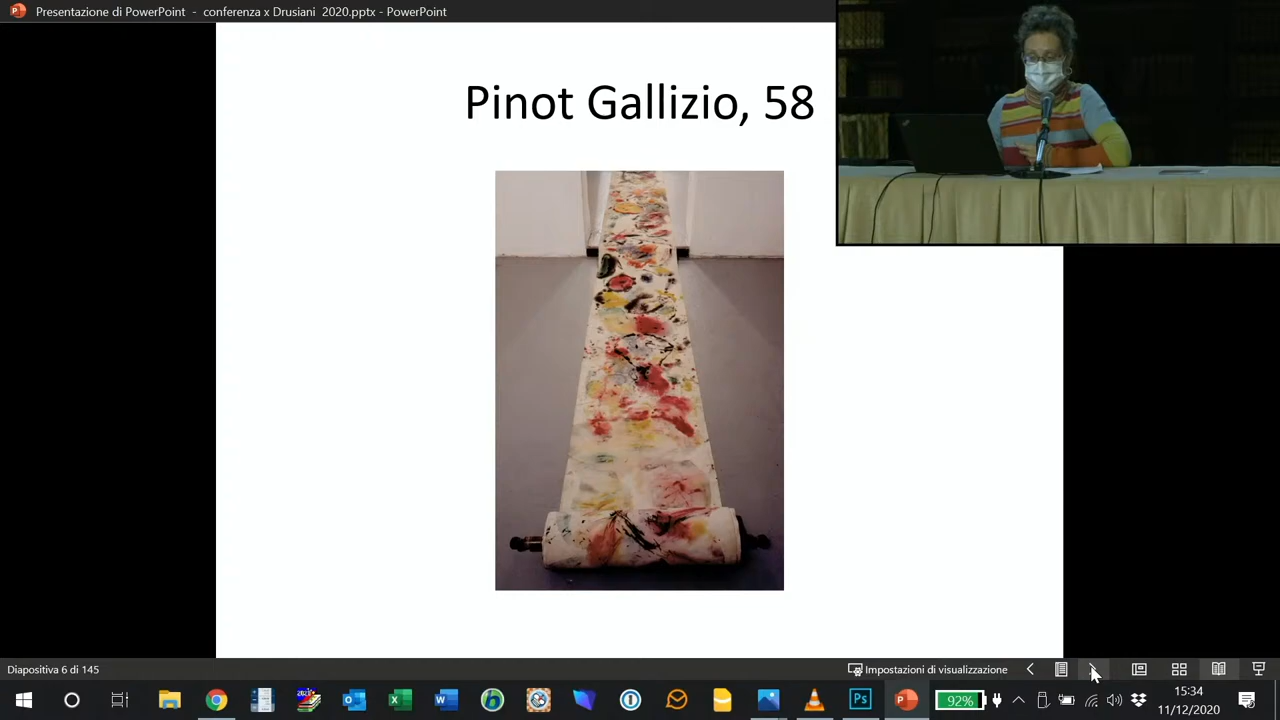 Presentazione di PowerPoint - conferenza x Drusiani 2020.pptx - PowerPoint
Pinot Gallizio, 58
Diapositiva 6 di 145
Impostazioni di visualizzazione
92%
15:34
11/12/2020